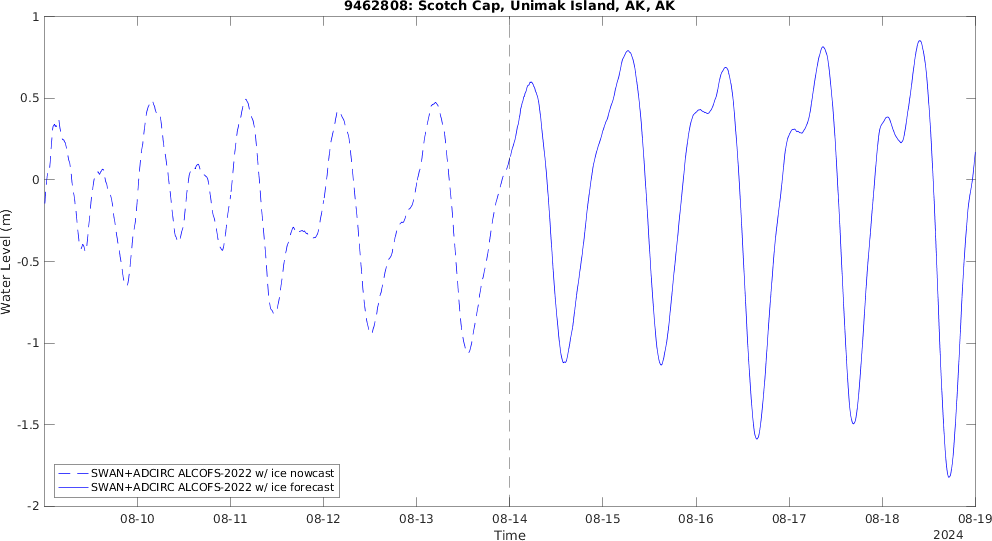 9462808: Scotch Cap, Unimak Island, AK, AK
1
0.5
0
-0.5
-1
-1.5
-2
Water Level (m)
SWAN+ADCIRC ALCOFS-2022 w/ ice nowcast
SWAN+ADCIRC ALCOFS-2022 w/ ice forecast
08-10 08-11 08-12 08-13 08-14 08-15 08-16 08-17 08-18 08-19
Time
2024